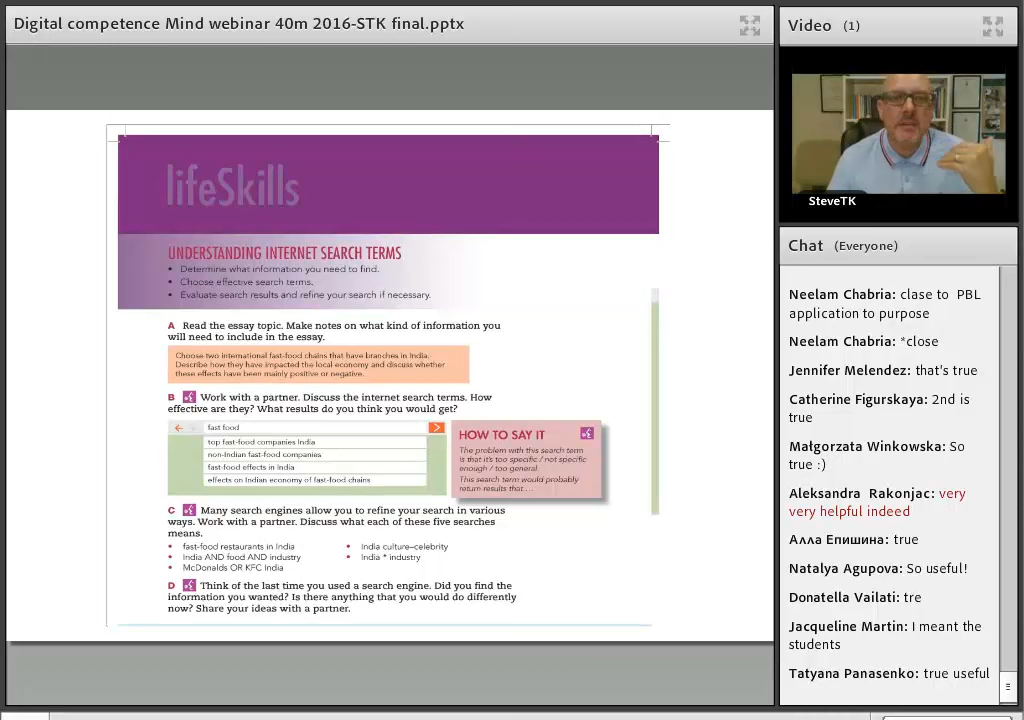 Digital competence Mind webinar 40m 2016-STK final.pptx
lifeSkills
UNDERSTANDING INTERNET SEARCH TERMS
• Determine what information you need to find.
• Choose effective search terms.
• Evaluate search results and refine your search if necessary.
A Read the essay topic. Make notes on what kind of information you
will need to include in the essay.
Choose two international fast-food chains that have branches in India.
Describe how they have impacted the local economy and discuss whether
these effects have been mainly positive or negative.
B Work with a partner. Discuss the internet search terms. How
effective are they? What results do you think you would get?
fast food
top fast-food companies India
non-Indian fast-food companies
fast-food effects in India
effects on Indian economy of fast-food chains
HOW TO SAY IT
The problem with this search term
is that it's too specific / not specific
enough / too general.
This search term would probably
return results that …
C Many search engines allow you to refine your search in various
ways. Work with a partner. Discuss what each of these five searches
means.
• fast-food restaurants in India
• India AND food AND industry
• McDonalds OR KFC India
• India culture–celebrity
• India * industry
D Think of the last time you used a search engine. Did you find the
information you wanted? Is there anything that you would do differently
now? Share your ideas with a partner.
Video (1)
SteveTK
Chat (Everyone)
Neelam Chabria: clase to PBL
application to purpose
Neelam Chabria: *close
Jennifer Melendez: that's true
Catherine Figurskaya: 2nd is
true
Małgorzata Winkowska: So
true :)
Aleksandra Rakonjac: very
very helpful indeed
Алла Епишина: true
Natalya Agupova: So useful!
Donatella Vailati: tre
Jacqueline Martin: I meant the
students
Tatyana Panasenko: true useful